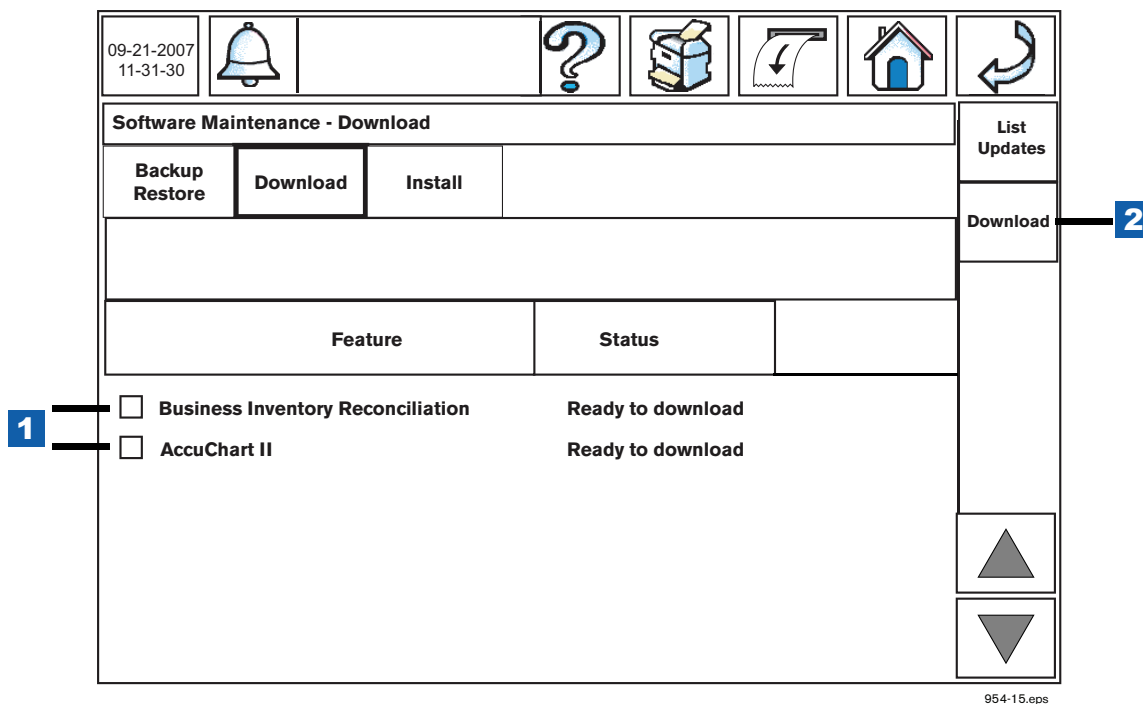 09-21-2007
11-31-30
Software Maintenance - Download
List
Updates
Backup
Restore
Download
Install
Download
2
Feature
Status
1
Business Inventory Reconciliation
Ready to download
AccuChart II
Ready to download
954-15.eps